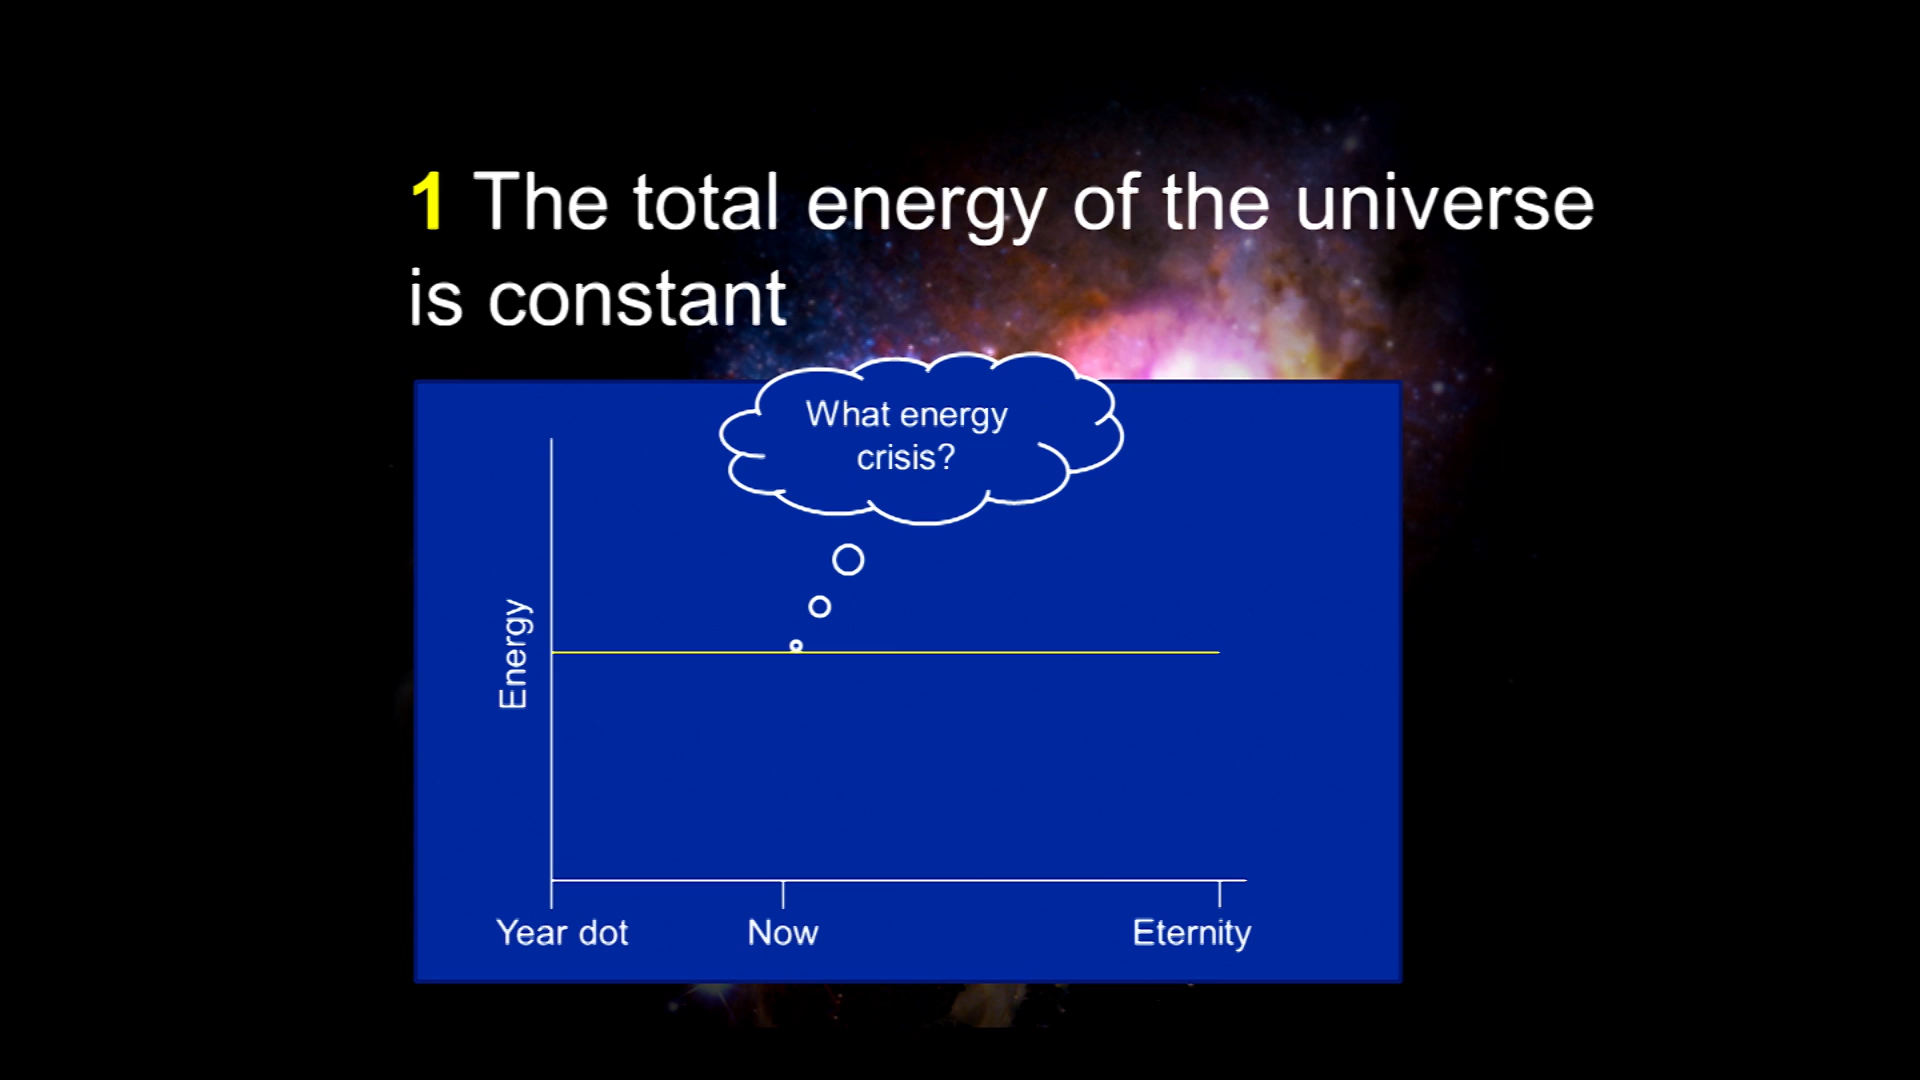 1 The total energy of the universe
is constant
What energy
crisis?
Energy
Year dot
Now
Eternity